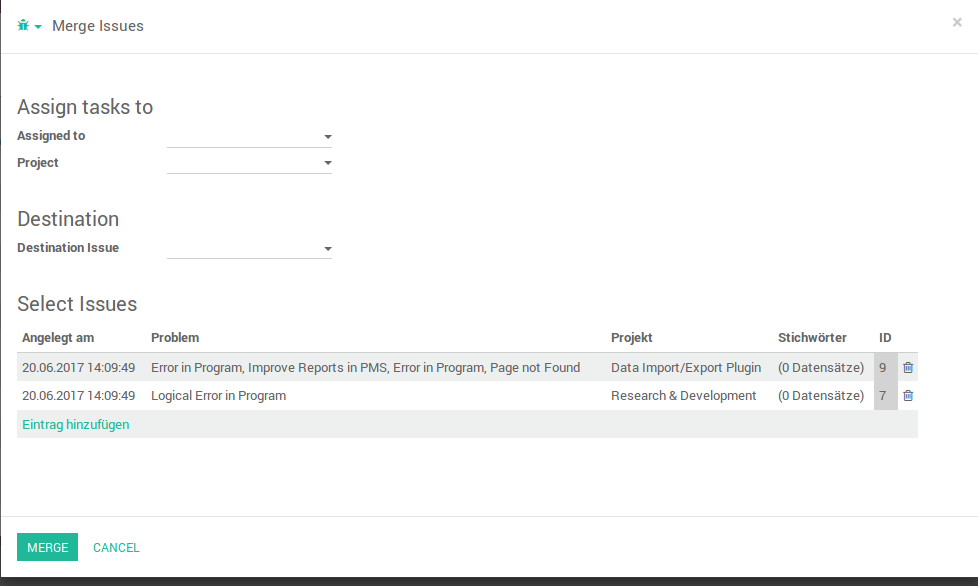 Merge Issues ×
Assign tasks to
Assigned to
Project
Destination
Destination Issue
Select Issues
Angelegt am Problem Projekt Stichwörter ID
20.06.2017 14:09:49 Error in Program, Improve Reports in PMS, Error in Program, Page not Found Data Import/Export Plugin (0 Datensätze) 9
20.06.2017 14:09:49 Logical Error in Program Research & Development (0 Datensätze) 7
Eintrag hinzufügen
MERGE CANCEL